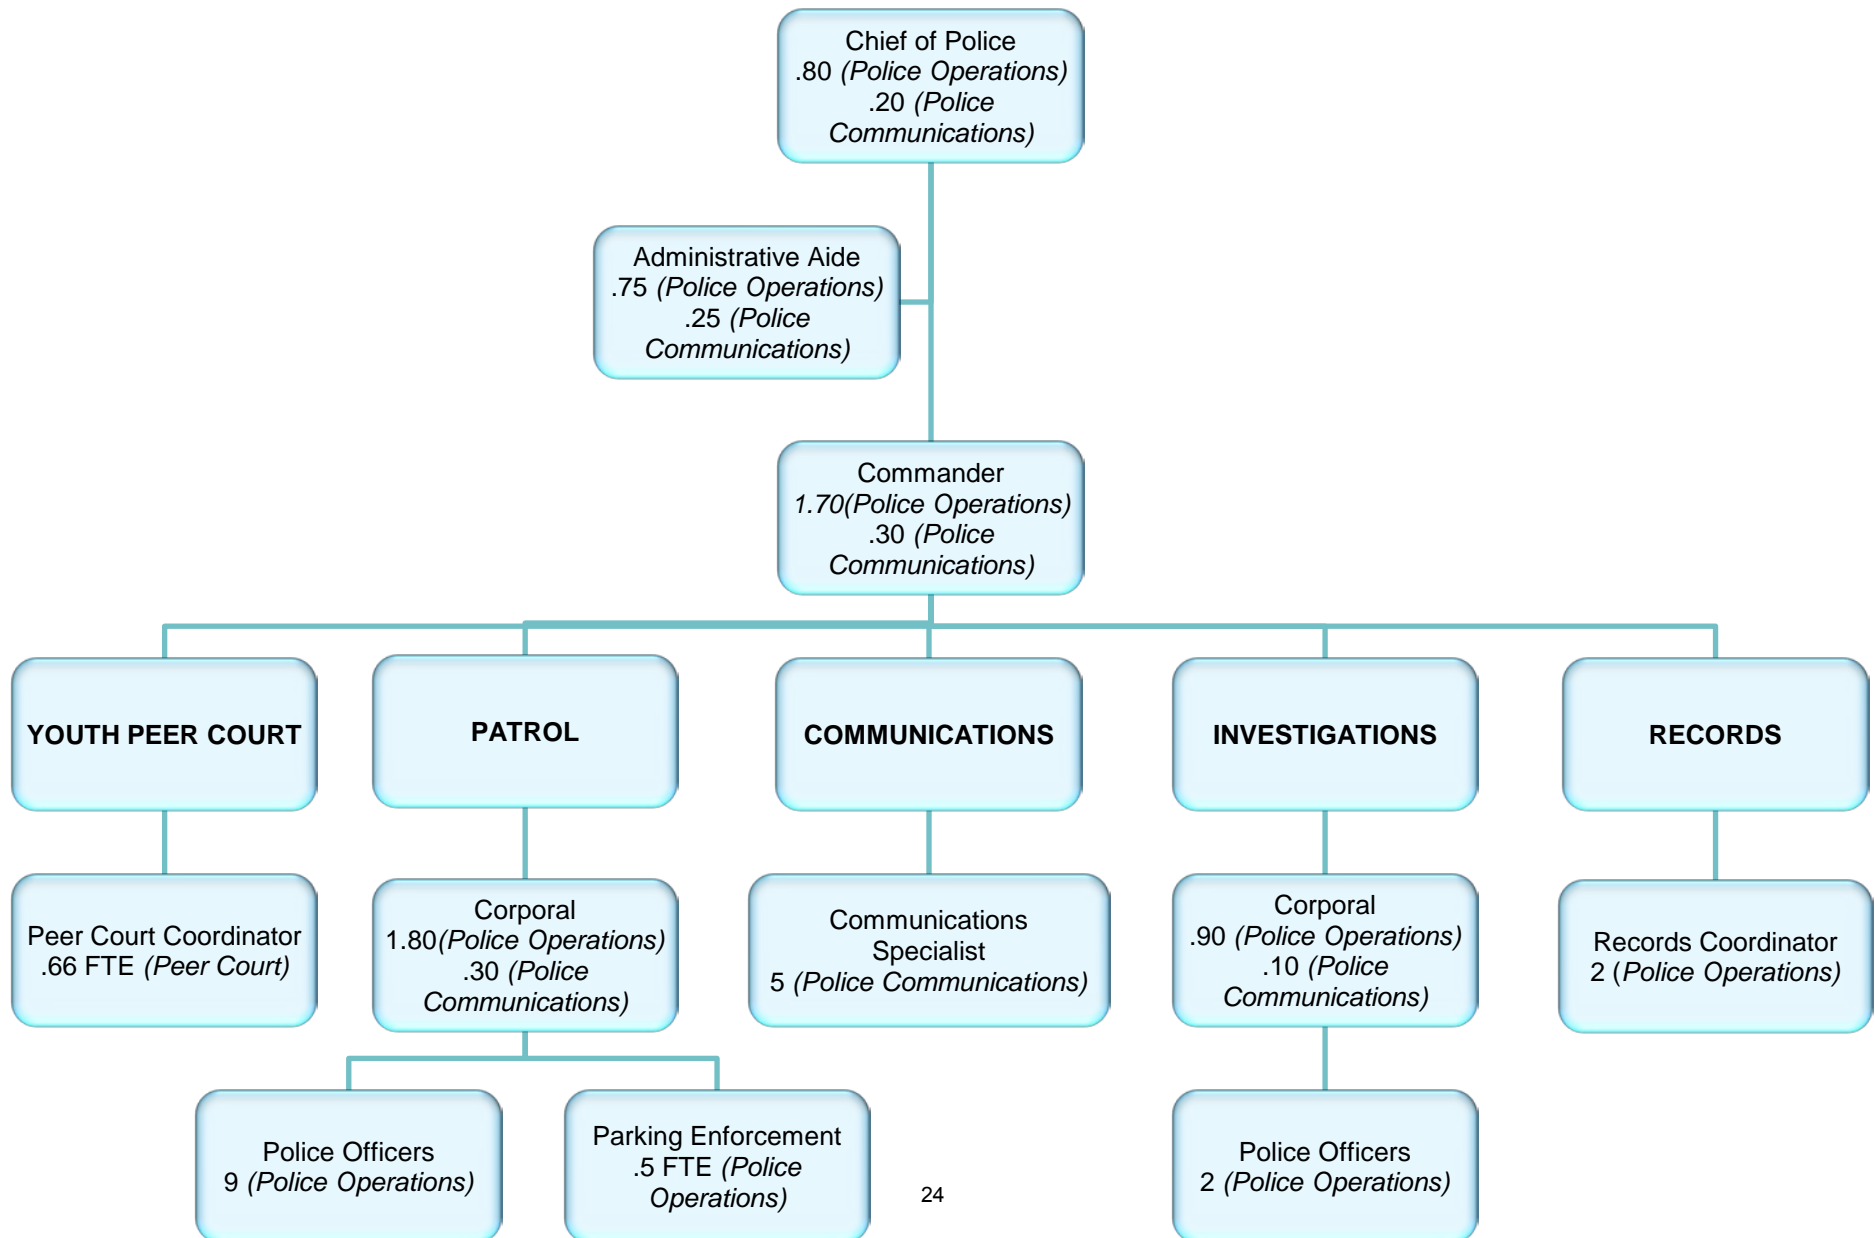 Chief of Police
.80 (Police Operations)
.20 (Police
Communications)
Administrative Aide
.75 (Police Operations)
.25 (Police
Communications)
Commander
1.70(Police Operations)
.30 (Police
Communications)
YOUTH PEER COURT
PATROL
COMMUNICATIONS
INVESTIGATIONS
RECORDS
Peer Court Coordinator
.66 FTE (Peer Court)
Corporal
1.80(Police Operations)
.30 (Police
Communications)
Communications
Specialist
5 (Police Communications)
Corporal
.90 (Police Operations)
.10 (Police
Communications)
Records Coordinator
2 (Police Operations)
Police Officers
9 (Police Operations)
Parking Enforcement
.5 FTE (Police
Operations)
Police Officers
2 (Police Operations)
24